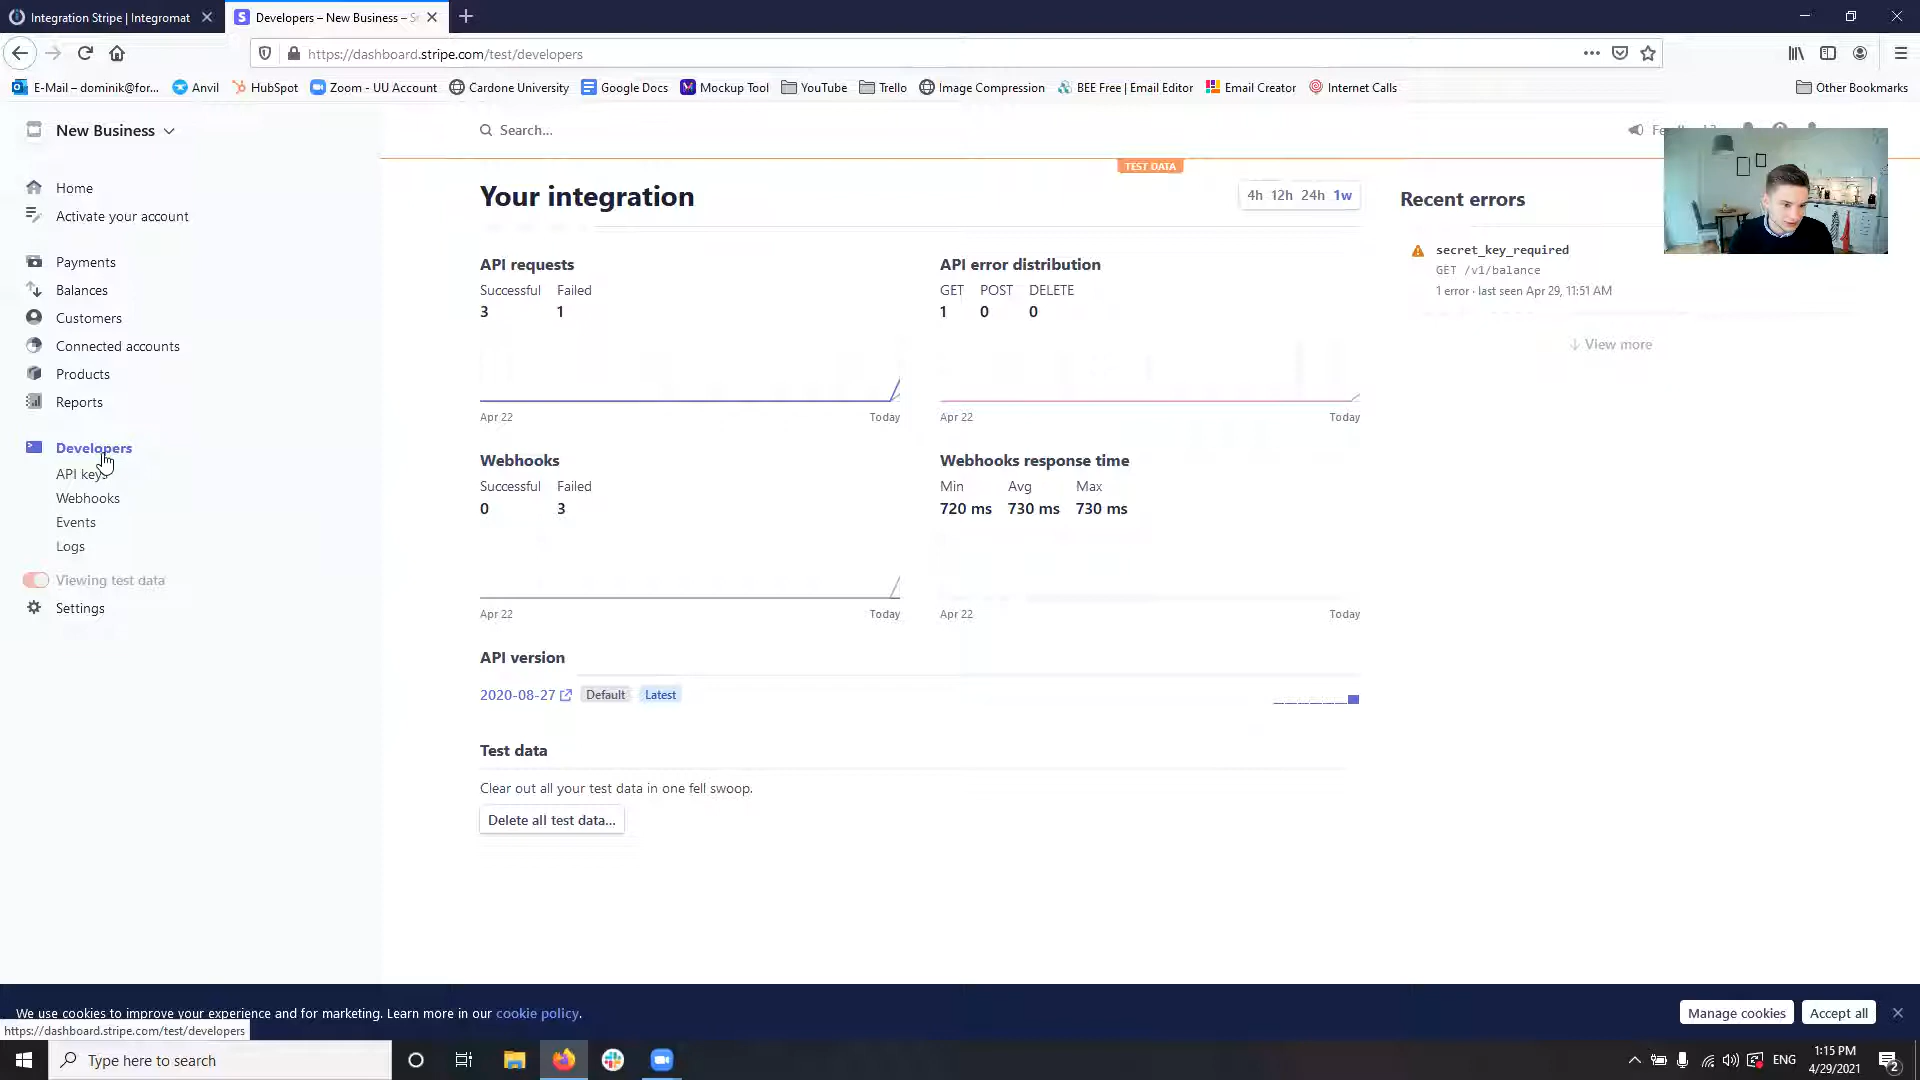 Integration Stripe | Integromat
Developers – New Business – S
https://dashboard.stripe.com/test/developers
E-Mail – dominik@for...
Anvil
HubSpot
Zoom - UU Account
Cardone University
Google Docs
Mockup Tool
YouTube
Trello
Image Compression
BEE Free | Email Editor
Email Creator
Internet Calls
Other Bookmarks
New Business
Search...
TEST DATA
Home
Activate your account
Payments
Balances
Customers
Connected accounts
Products
Reports
Developers
API keys
Webhooks
Events
Logs
Viewing test data
Settings
Your integration
4h 12h 24h 1w
API requests
Successful Failed
3 1
Apr 22 Today
API error distribution
GET POST DELETE
1 0 0
Apr 22 Today
Webhooks
Successful Failed
0 3
Apr 22 Today
Webhooks response time
Min Avg Max
720 ms 730 ms 730 ms
Apr 22 Today
API version
2020-08-27 Default Latest
Test data
Clear out all your test data in one fell swoop.
Delete all test data...
Recent errors
secret_key_required
GET /v1/balance
1 error · last seen Apr 29, 11:51 AM
View more
We use cookies to improve your experience and for marketing. Learn more in our cookie policy.
Manage cookies
Accept all
https://dashboard.stripe.com/test/developers
Type here to search
ENG
1:15 PM
4/29/2021
2